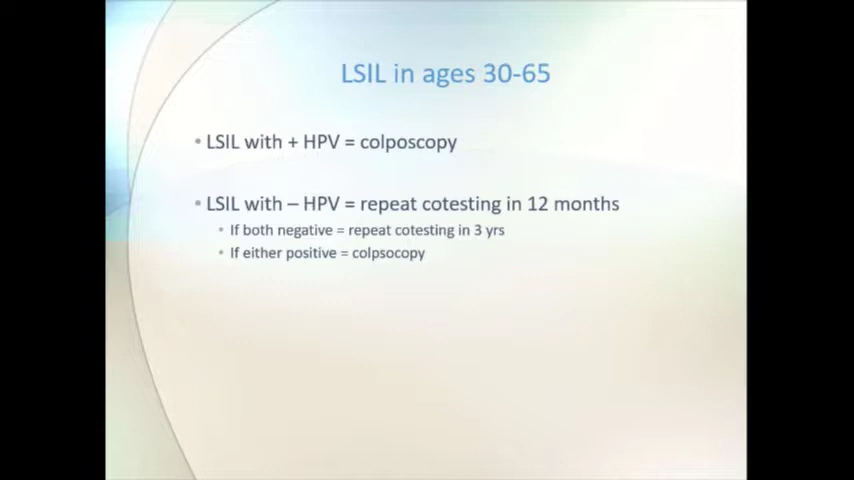 LSIL in ages 30-65
• LSIL with + HPV = colposcopy
• LSIL with – HPV = repeat cotesting in 12 months
• If both negative = repeat cotesting in 3 yrs
• If either positive = colpsocopy